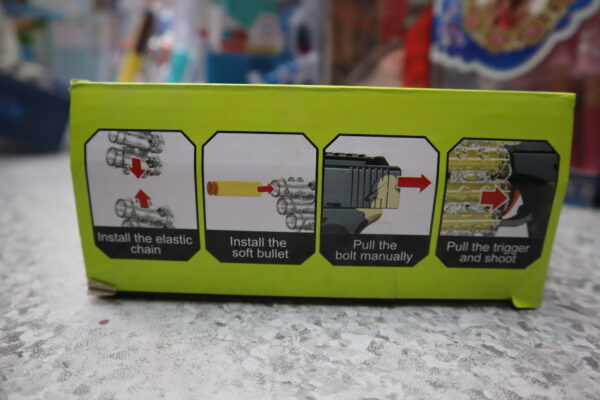 Install the elastic
chain
Install the
soft bullet
Pull the
bolt manually
Pull the trigger
and shoot